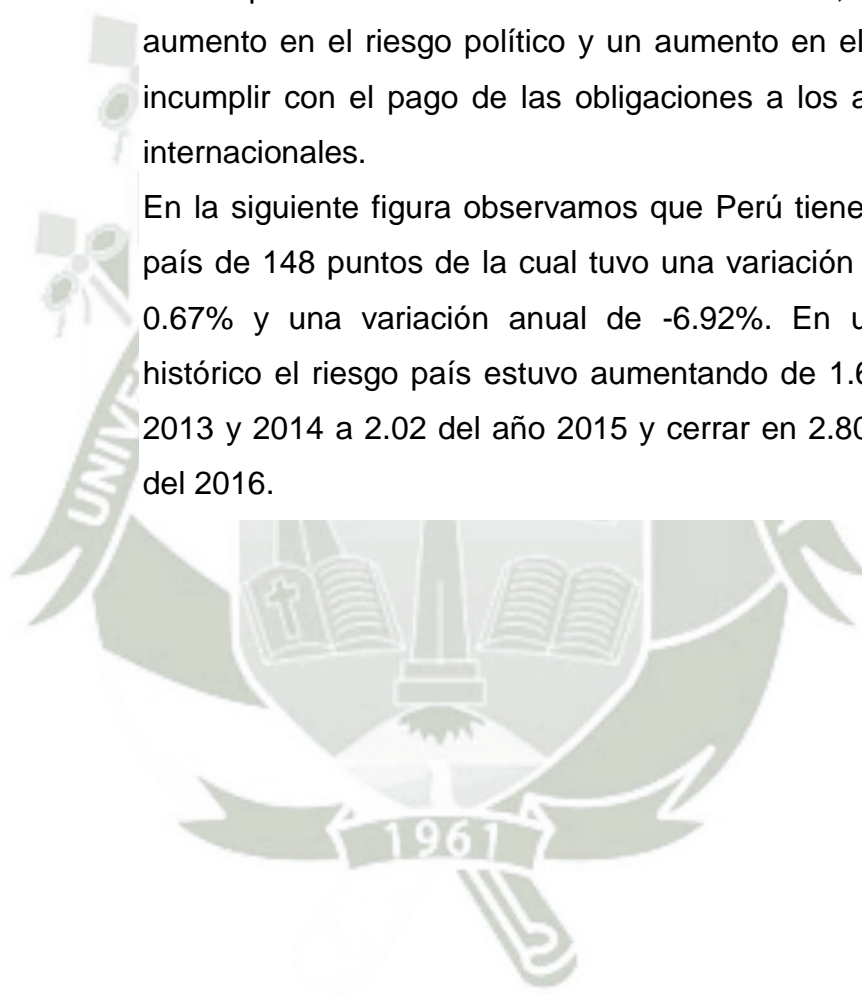 aumento en el riesgo político y un aumento en el
incumplir con el pago de las obligaciones a los
internacionales.
En la siguiente figura observamos que Perú tiene
país de 148 puntos de la cual tuvo una variación
0.67% y una variación anual de -6.92%. En
histórico el riesgo país estuvo aumentando de
2013 y 2014 a 2.02 del año 2015 y cerrar en 2.80
del 2016.
1961